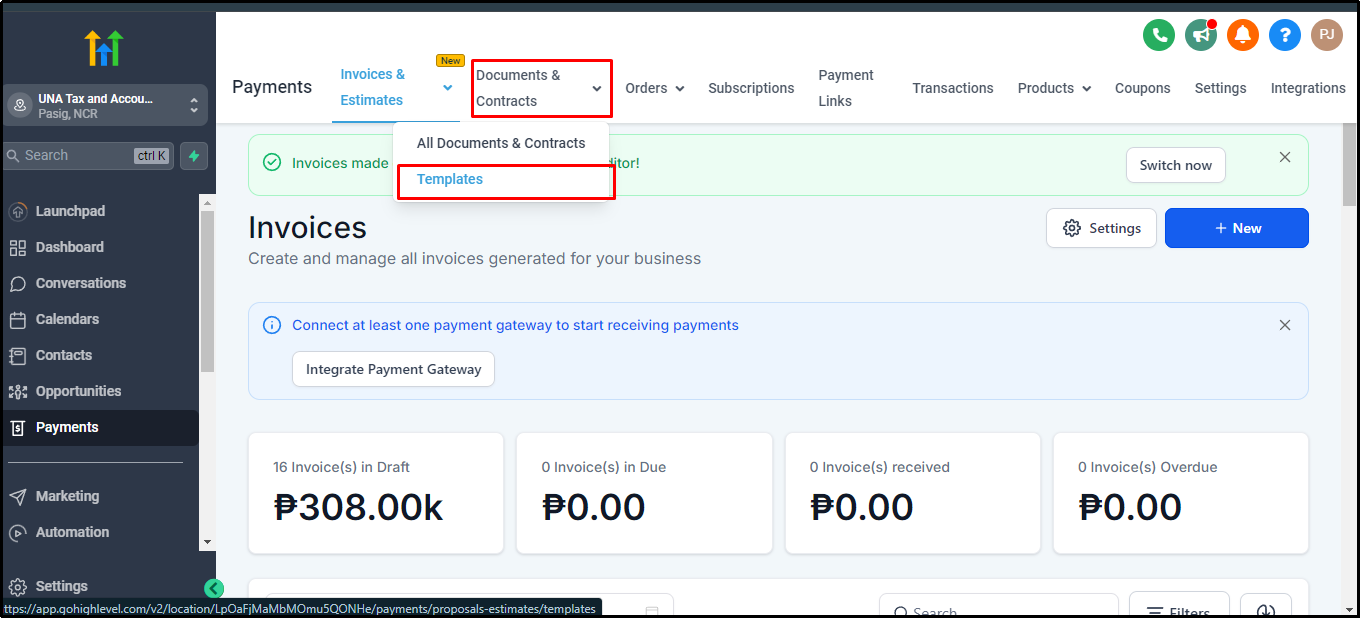 PJ
UNA Tax and Accou...
Pasig, NCR
Search
ctrl K
Launchpad
Dashboard
Conversations
Calendars
Contacts
Opportunities
Payments
Marketing
Automation
Settings
Payments
Invoices &
Estimates
New
Documents &
Contracts
Orders
Subscriptions
Payment
Links
Transactions
Products
Coupons
Settings
Integrations
All Documents & Contracts
Templates
Invoices made
itor!
Switch now
Invoices
Create and manage all invoices generated for your business
Settings
+ New
Connect at least one payment gateway to start receiving payments
Integrate Payment Gateway
16 Invoice(s) in Draft
₱308.00k
0 Invoice(s) in Due
₱0.00
0 Invoice(s) received
₱0.00
0 Invoice(s) Overdue
₱0.00
Search
Filters
ttps://app.gohighlevel.com/v2/location/LpOaFjMaMbMOmu5QONHe/payments/proposals-estimates/templates